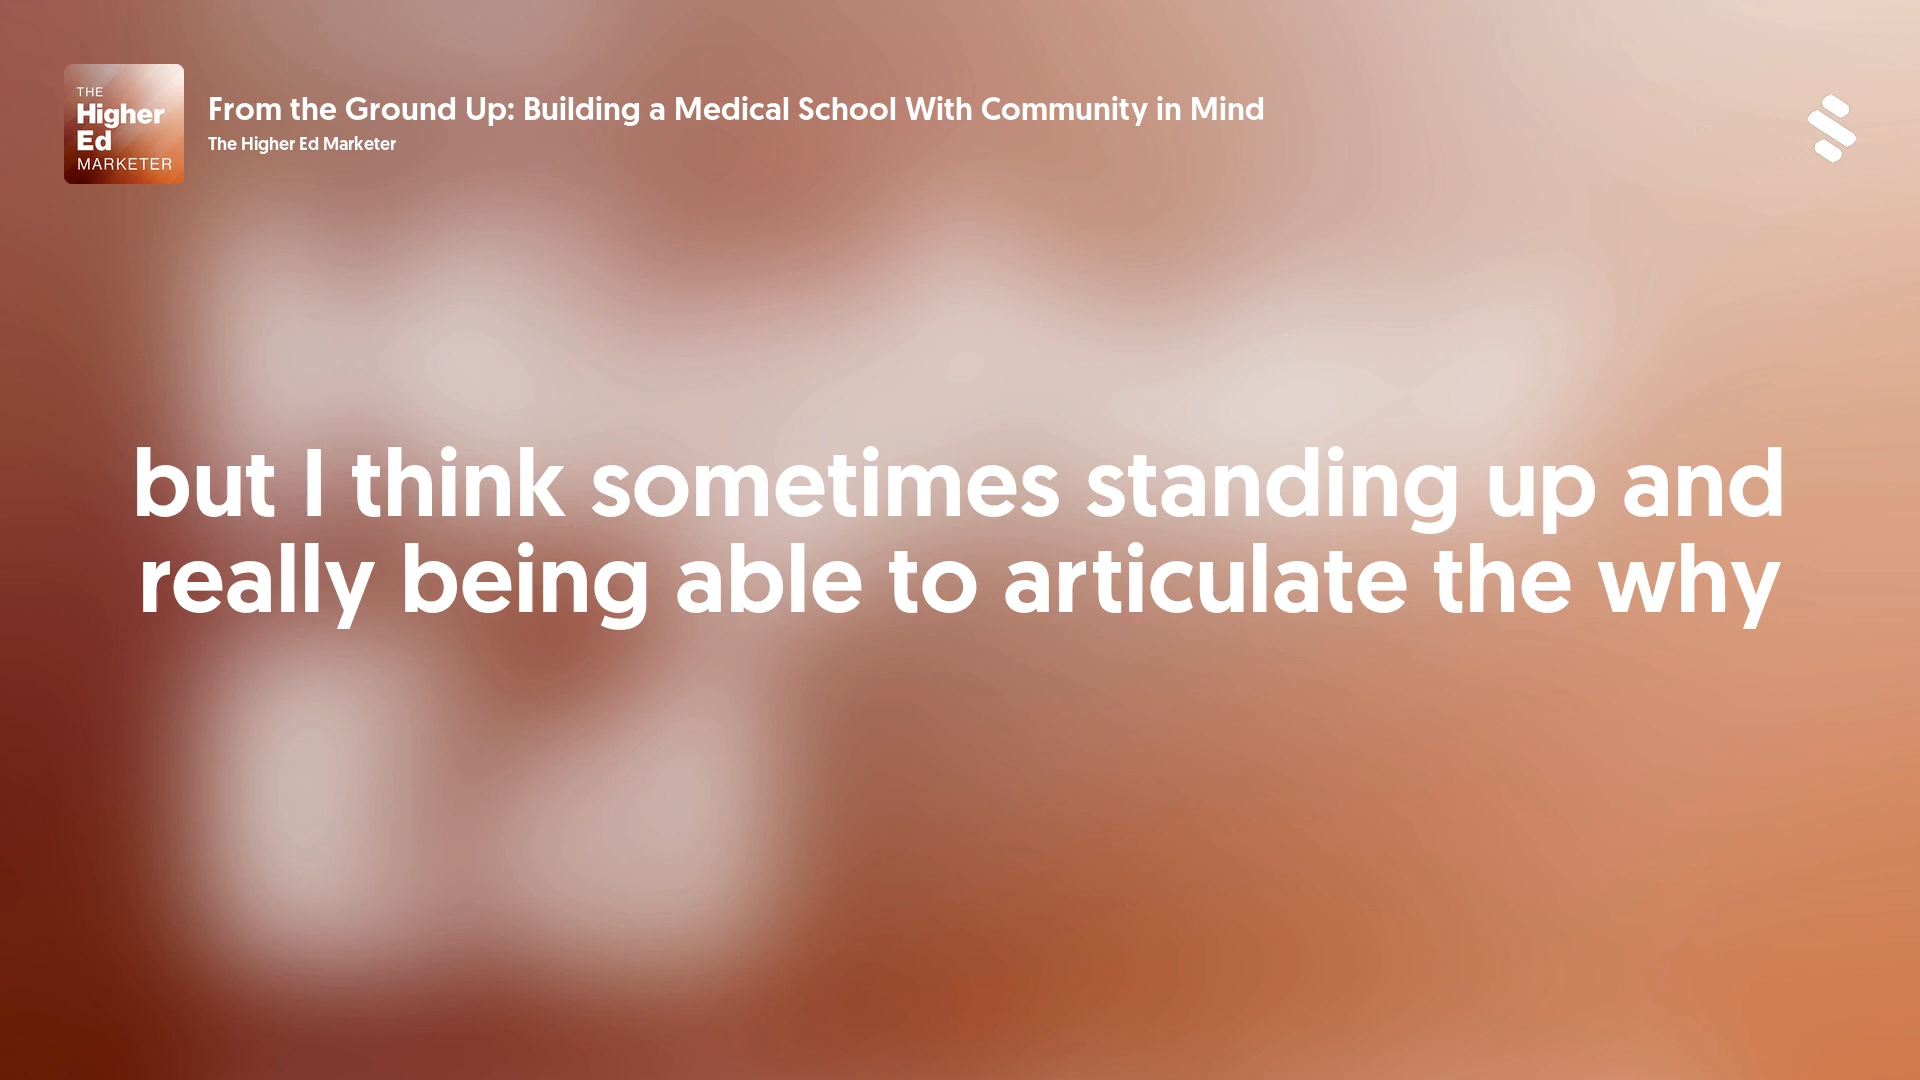 THE
Higher
Ed
MARKETER
From the Ground Up: Building a Medical School With Community in Mind
The Higher Ed Marketer
but I think sometimes standing up and
really being able to articulate the why